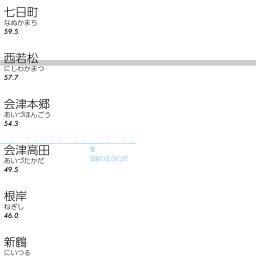 七日町
なぬかまち
59.5
西若松
にしわかまつ
57.7
会津本郷
あいづほんごう
54.3
会津高田
あいづたかだ
49.5
あ
根岸
ねぎし
46.0
新鶴
にいつる